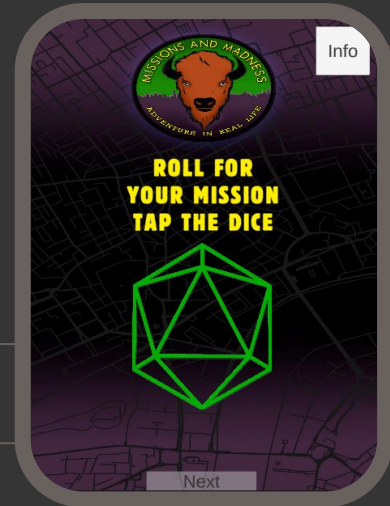 Info
MISSIONS AND MADNESS
ADVENTURE IN REAL LIFE
ROLL FOR
YOUR MISSION
TAP THE DICE
Next